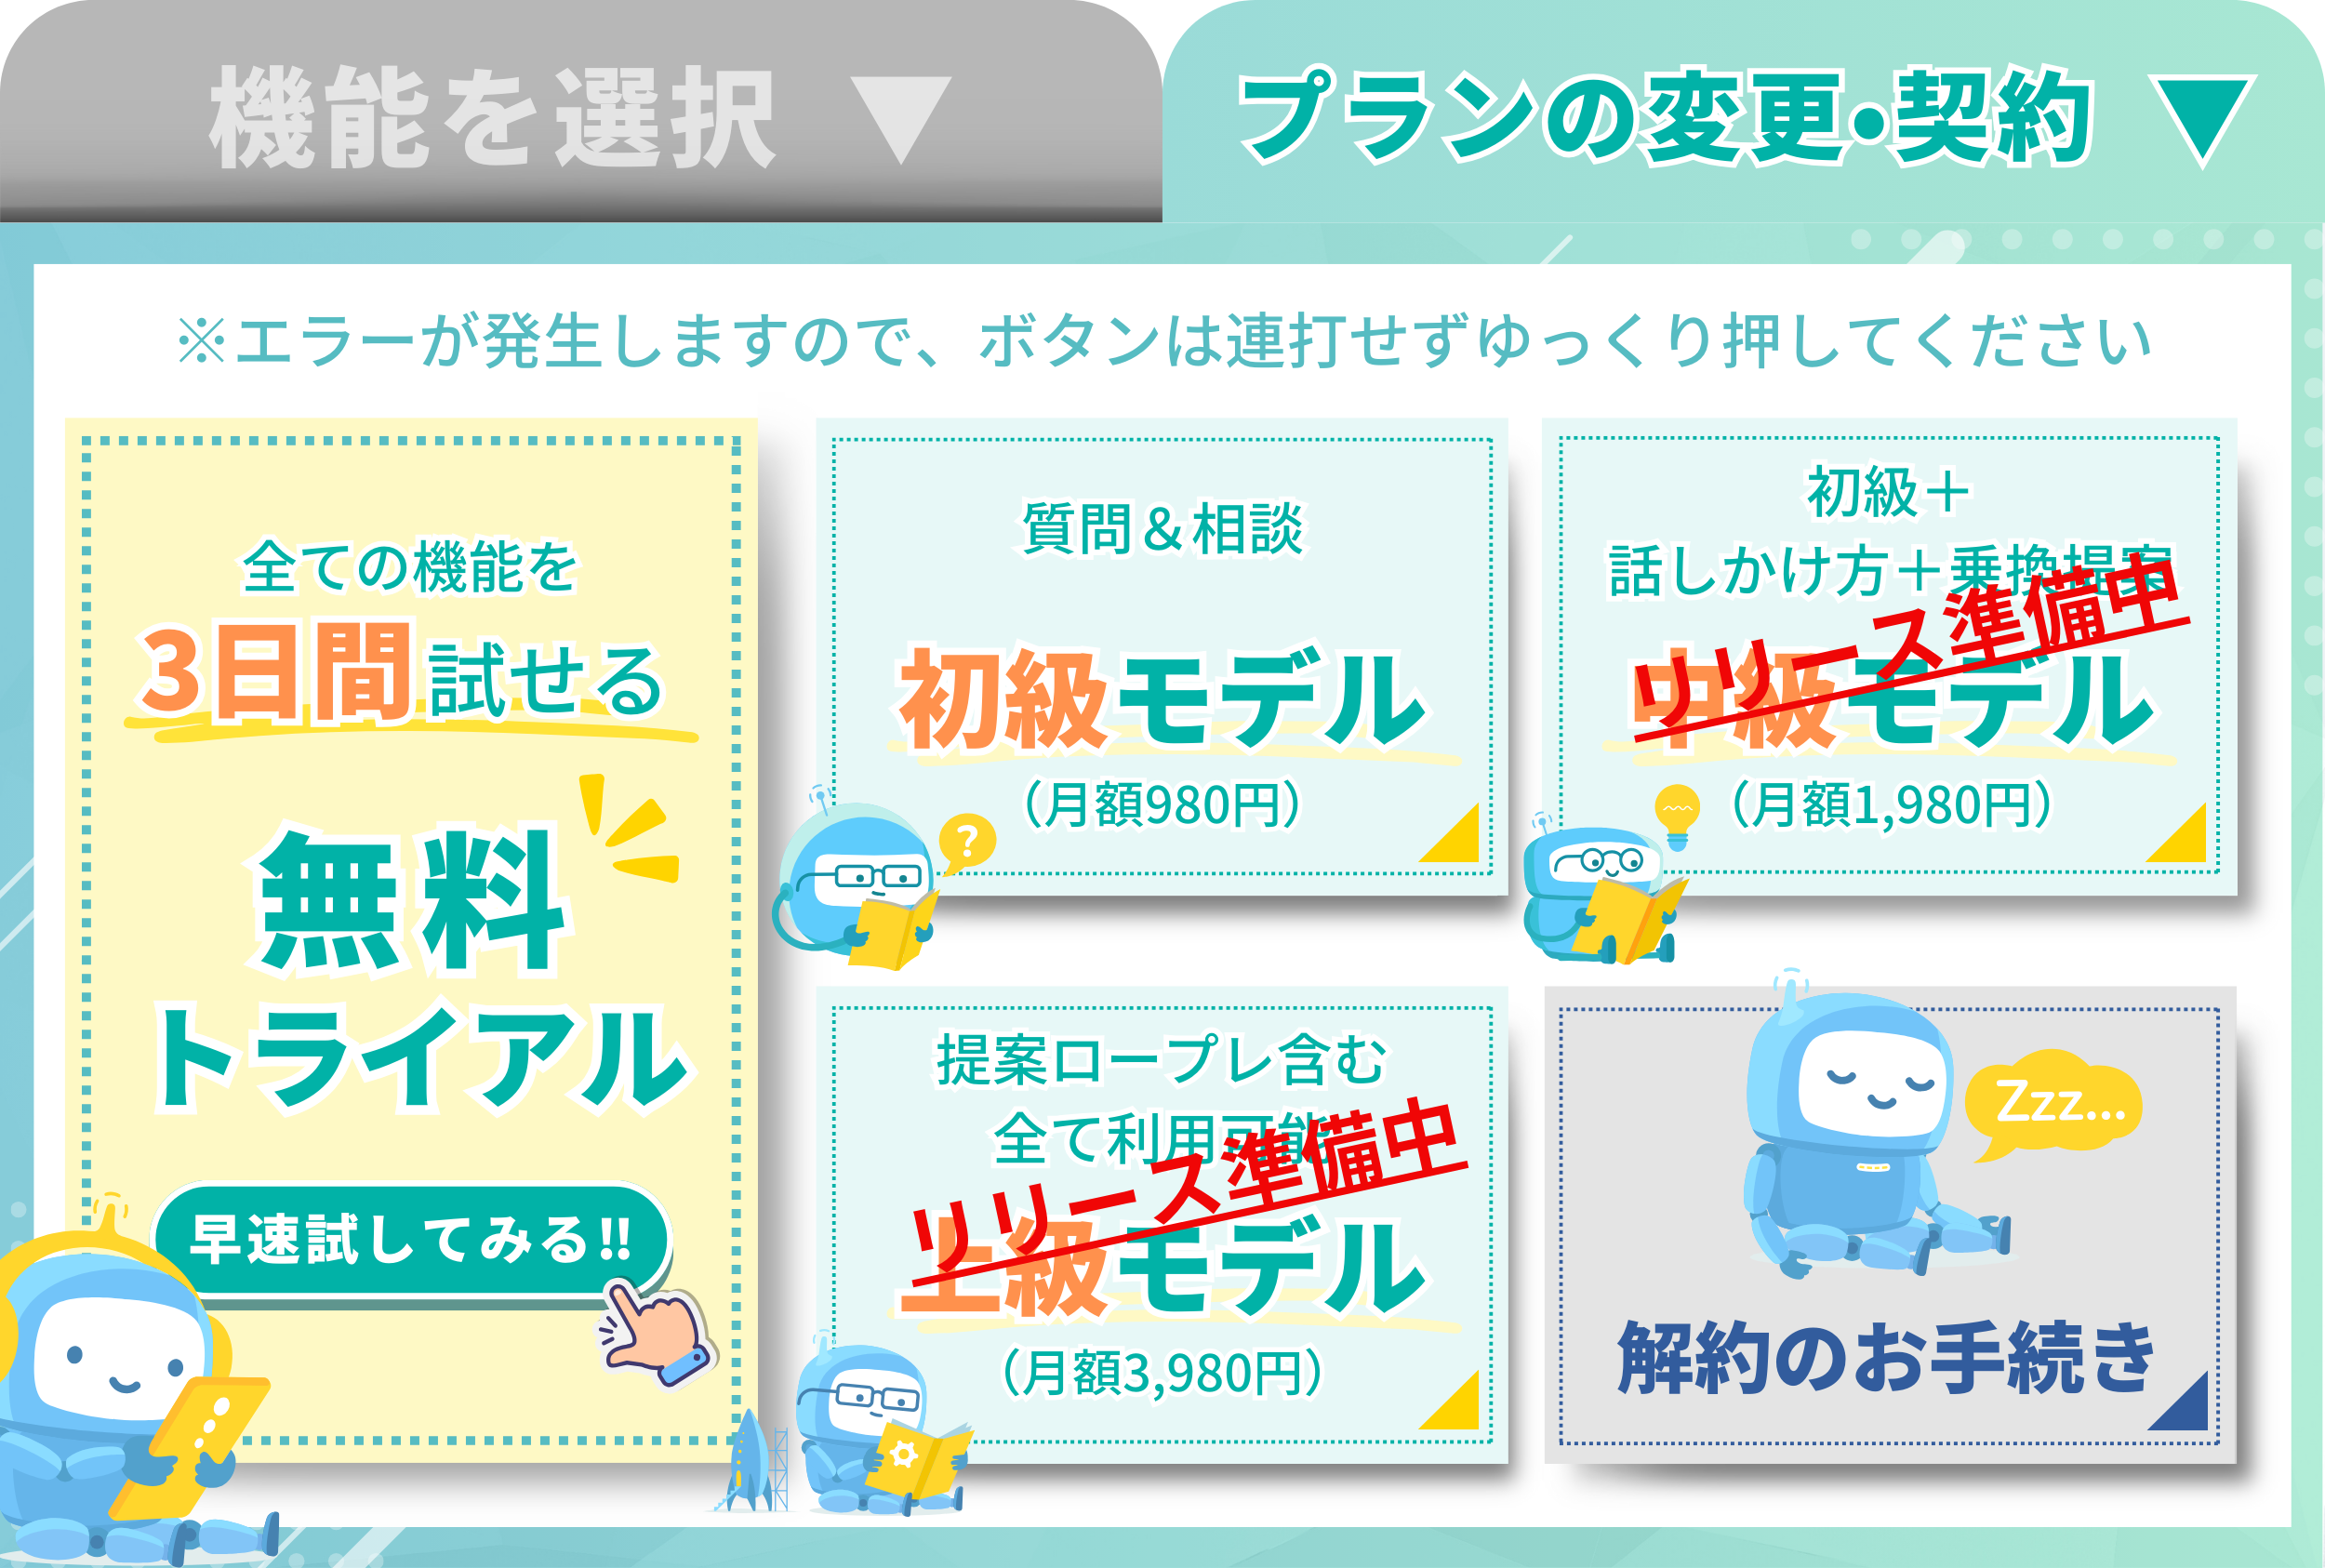 機能を選択 ▼
プランの変更・契約 ▼
※エラーが発生しますので、ボタンは連打せずゆっくり押してください
全ての機能を
3日間試せる
無料
トライアル
早速試してみる!!
質問＆相談
初級モデル
（月額980円）
?
初級＋
話しかけ方＋乗換提案
リリース準備中
中級モデル
（月額1,980円）
提案ロープレ含む
全て利用可能
リリース準備中
上級モデル
（月額3,980円）
Zzz...
解約のお手続き